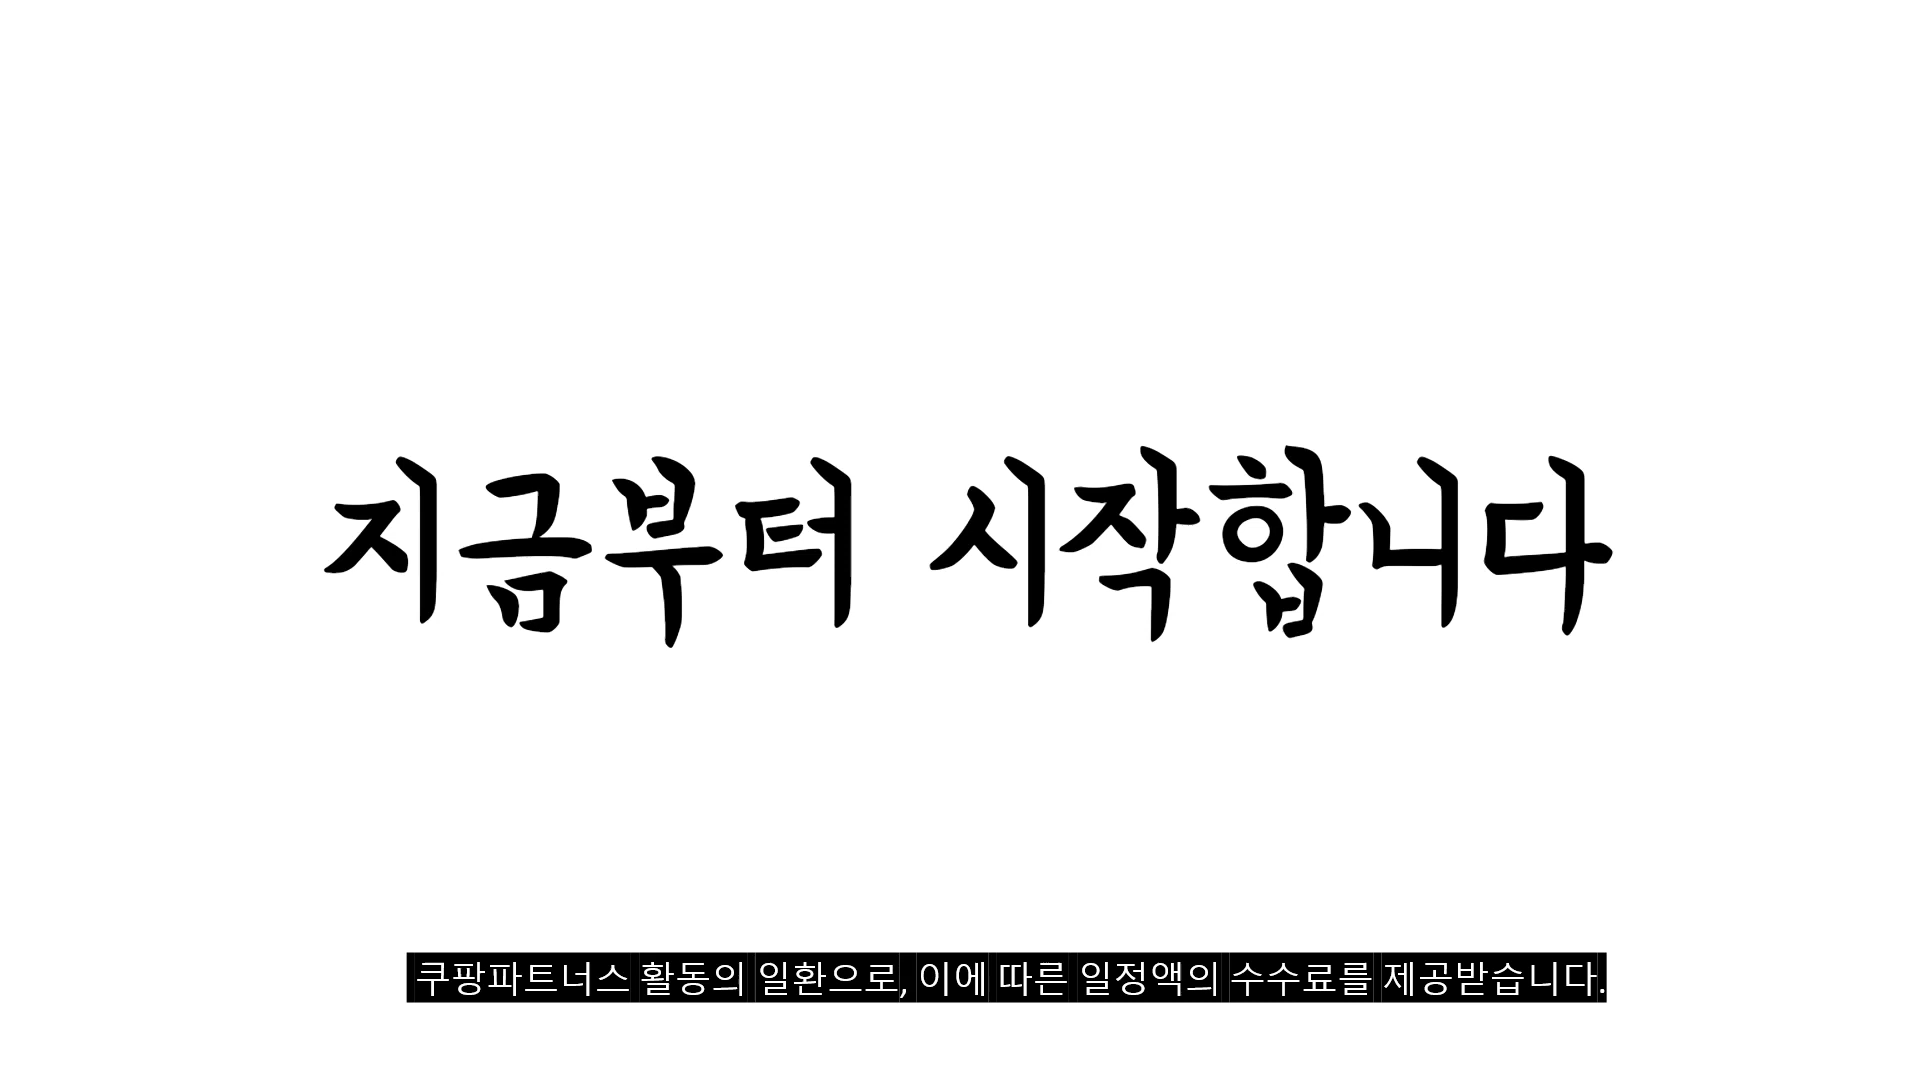 지금부터 시작합니다
쿠팡파트너스 활동의 일환으로, 이에 따른 일정액의 수수료를 제공받습니다.